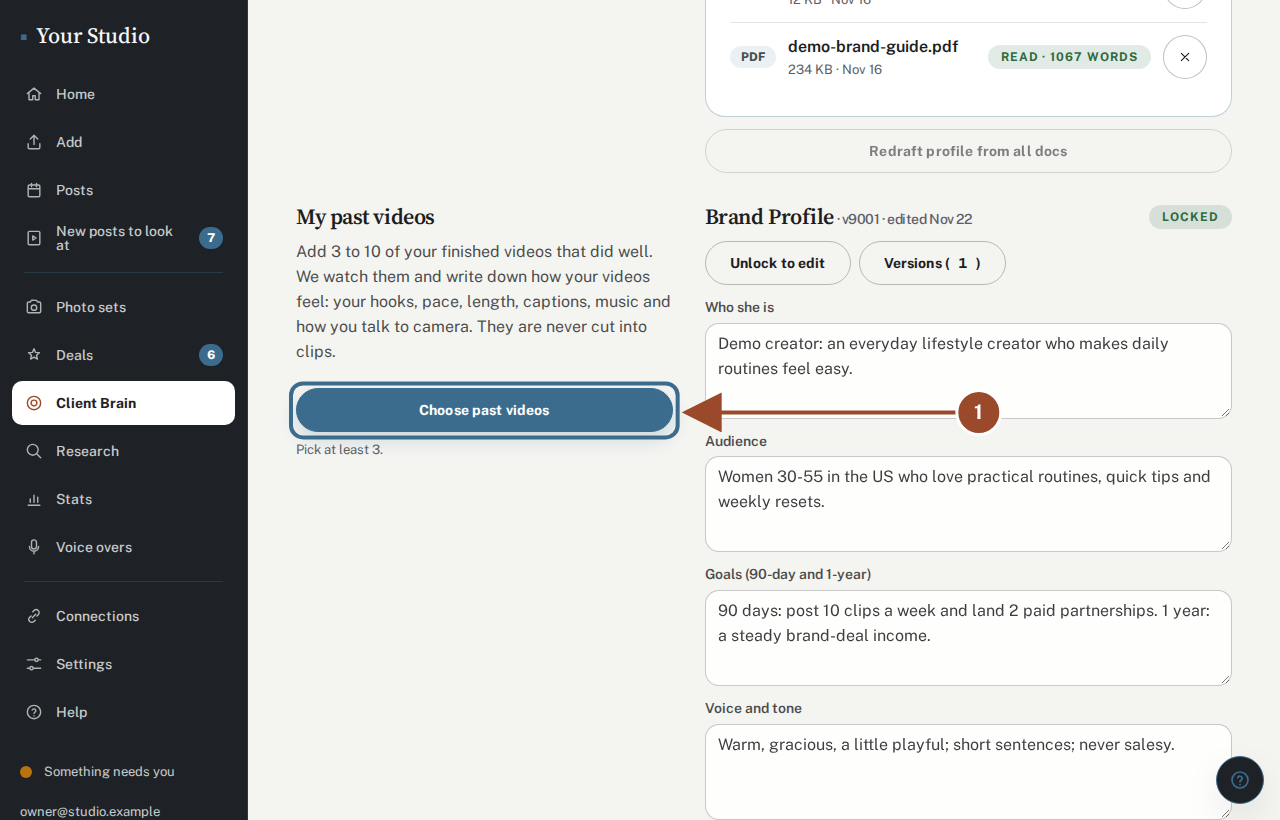 Your Studio
Home
Add
Posts
New posts to look
at
7
Photo sets
Deals
6
Client Brain
Research
Stats
Voice overs
Connections
Settings
Help
Something needs you
owner@studio.example
12 KB · Nov 16
PDF
demo-brand-guide.pdf
234 KB · Nov 16
READ · 1067 WORDS
Redraft profile from all docs
My past videos
Add 3 to 10 of your finished videos that did well.
We watch them and write down how your videos
feel: your hooks, pace, length, captions, music and
how you talk to camera. They are never cut into
clips.
Choose past videos
Pick at least 3.
1
Brand Profile · v9001 · edited Nov 22
LOCKED
Unlock to edit
Versions ( 1 )
Who she is
Demo creator: an everyday lifestyle creator who makes daily
routines feel easy.
Audience
Women 30-55 in the US who love practical routines, quick tips and
weekly resets.
Goals (90-day and 1-year)
90 days: post 10 clips a week and land 2 paid partnerships. 1 year:
a steady brand-deal income.
Voice and tone
Warm, gracious, a little playful; short sentences; never salesy.